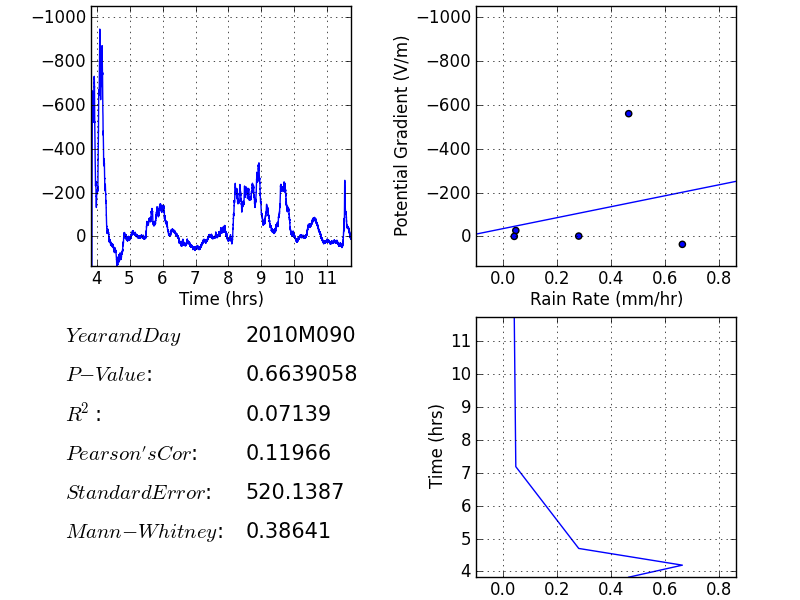 −1000
−800
−600
−400
−200
0
4 5 6 7 8 9 10 11
Time (hrs)
Potential Gradient (V/m)
−1000
−800
−600
−400
−200
0
0.0 0.2 0.4 0.6 0.8
Rain Rate (mm/hr)
YearandDay 2010M090
P−Value: 0.6639058
R²: 0.07139
Pearson'sCor: 0.11966
StandardError: 520.1387
Mann−Whitney: 0.38641
Time (hrs)
11
10
9
8
7
6
5
4
0.0 0.2 0.4 0.6 0.8